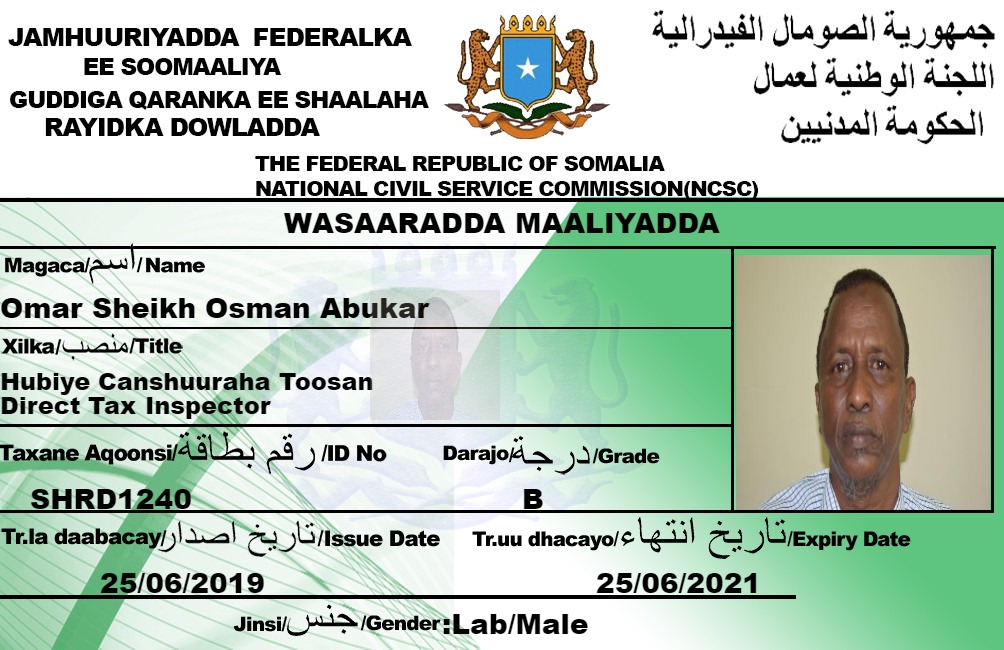 JAMHUURIYADDA FEDERALKA
EE SOOMAALIYA
GUDDIGA QARANKA EE SHAALAHA
RAYIDKA DOWLADDA
جمهورية الصومال الفيدرالية
اللجنة الوطنية لعمال
الحكومة المدنيين
THE FEDERAL REPUBLIC OF SOMALIA
NATIONAL CIVIL SERVICE COMMISSION(NCSC)
WASAARADDA MAALIYADDA
Magaca/اسم/Name
Omar Sheikh Osman Abukar
Xilka/منصب/Title
Hubiye Canshuuraha Toosan
Direct Tax Inspector
Taxane Aqoonsi/رقم بطاقة/ID No
Darajo/درجة/Grade
SHRD1240
B
Tr.la daabacay/تاريخ اصدار/Issue Date
Tr.uu dhacayo/تاريخ انتهاء/Expiry Date
25/06/2019
25/06/2021
Jinsi/جنس/Gender:Lab/Male